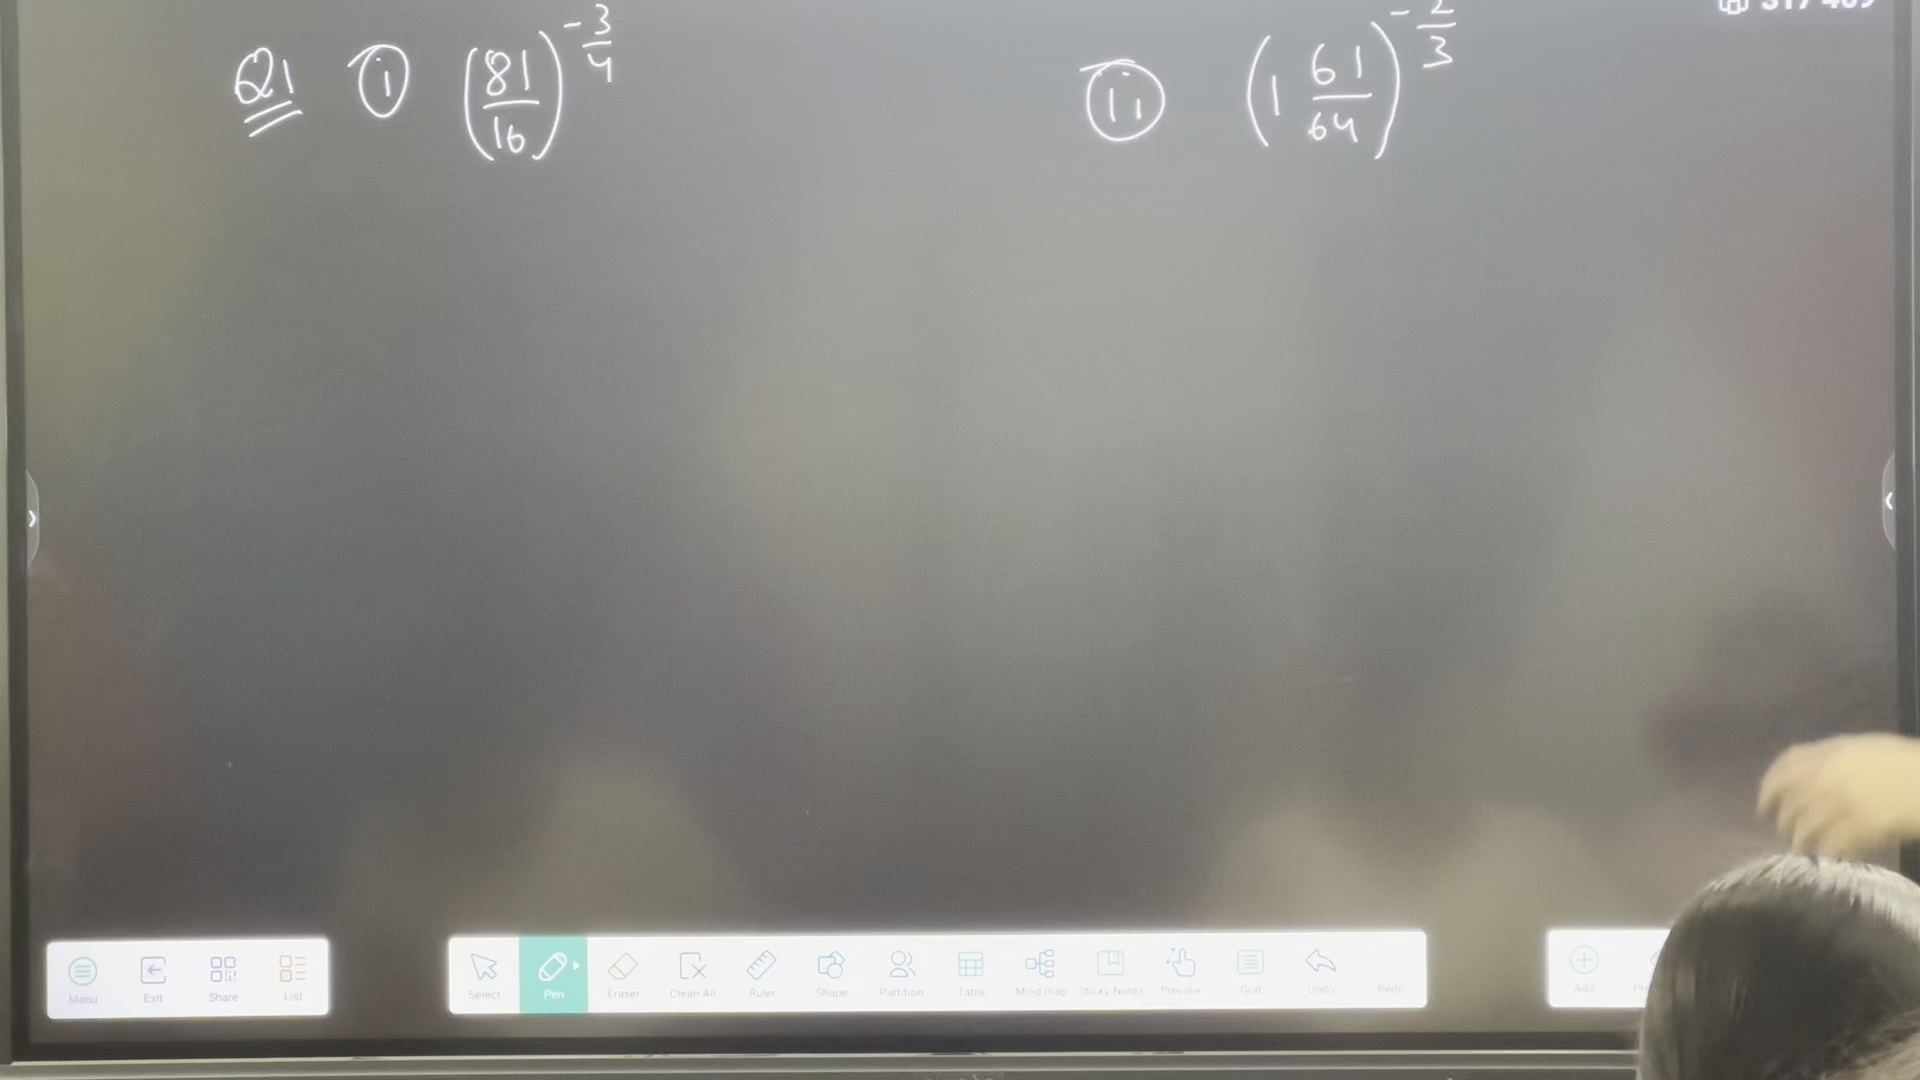 Q1 (i) (81/16)^(-3/4) (ii) (1 61/64)^(-2/3)
Menu Exit Share List Select Pen Eraser Clean All Ruler Shape Partition Table Mind map Sticky Notes Preview Grid Undo Redo Add